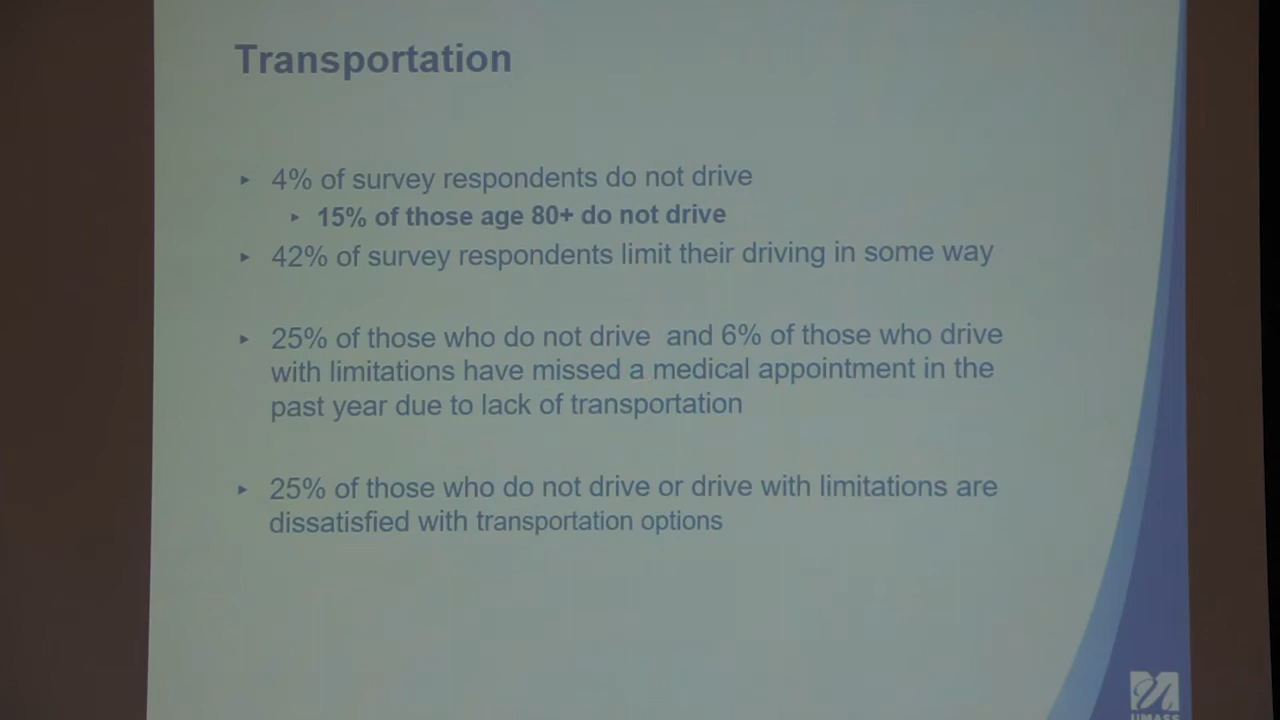 Transportation
▸ 4% of survey respondents do not drive
▸ 15% of those age 80+ do not drive
▸ 42% of survey respondents limit their driving in some way
▸ 25% of those who do not drive and 6% of those who drive
with limitations have missed a medical appointment in the
past year due to lack of transportation
▸ 25% of those who do not drive or drive with limitations are
dissatisfied with transportation options
UMASS